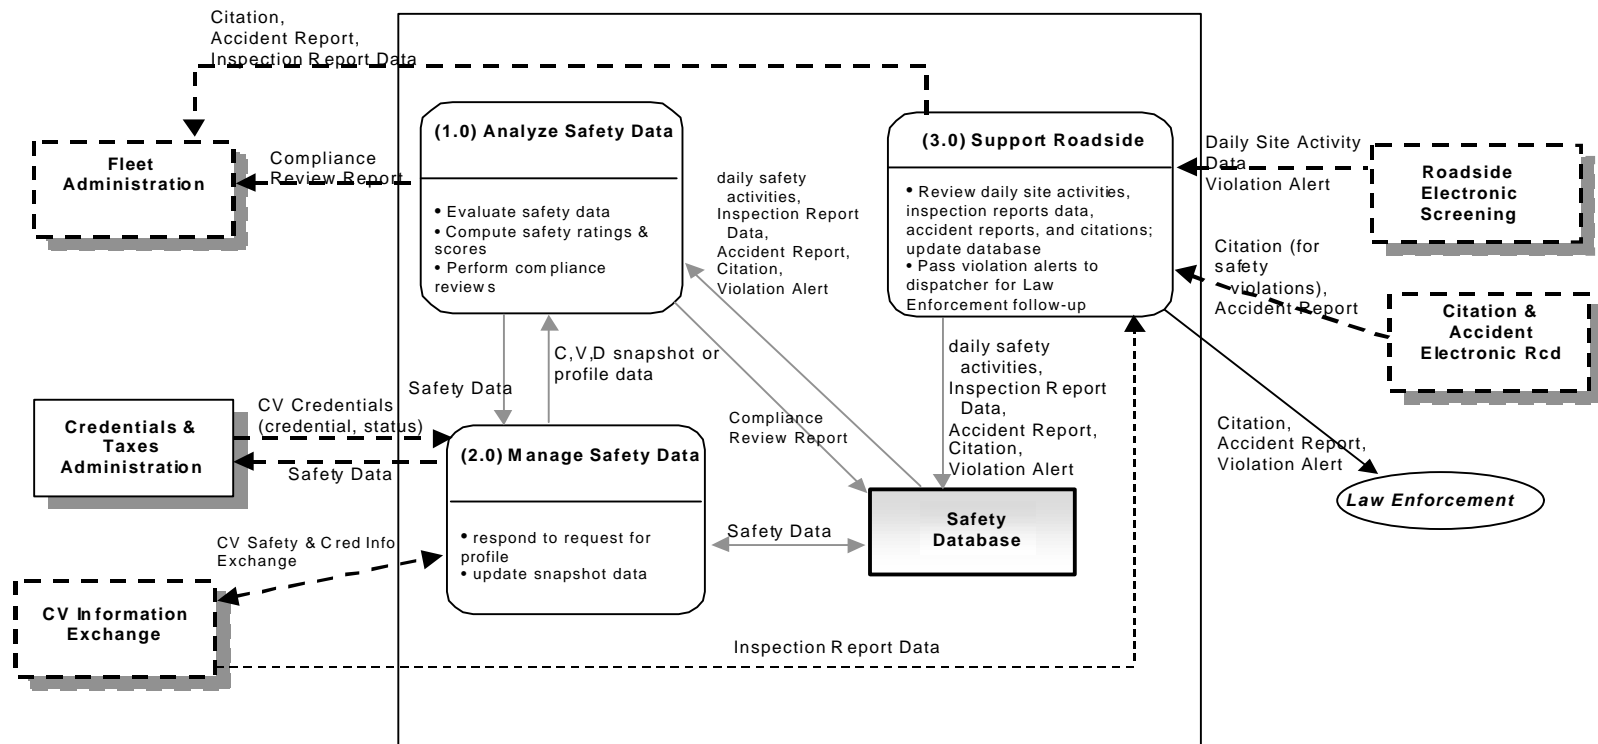 Citation,
Accident Report,
Inspection Report Data
(1.0) Analyze Safety Data
• Evaluate safety data
• Compute safety ratings &
scores
• Perform compliance
reviews
(3.0) Support Roadside
• Review daily site activities,
inspection reports data,
accident reports, and citations;
update database
• Pass violation alerts to
dispatcher for Law
Enforcement follow-up
Fleet
Administration
Compliance
Review Report
daily safety
activities,
Inspection Report
Data,
Accident Report,
Citation,
Violation Alert
Daily Site Activity
Data
Violation Alert
Roadside
Electronic
Screening
Citation (for
safety
violations),
Accident Report
Citation &
Accident
Electronic Rcd
C,V,D snapshot or
profile data
Safety Data
daily safety
activities,
Inspection Report
Data,
Accident Report,
Citation,
Violation Alert
Credentials &
Taxes
Administration
CV Credentials
(credential, status)
Safety Data
Compliance
Review Report
Citation,
Accident Report,
Violation Alert
Law Enforcement
(2.0) Manage Safety Data
• respond to request for
profile
• update snapshot data
Safety Data
Safety
Database
CV Safety & Cred Info
Exchange
CV Information
Exchange
Inspection Report Data